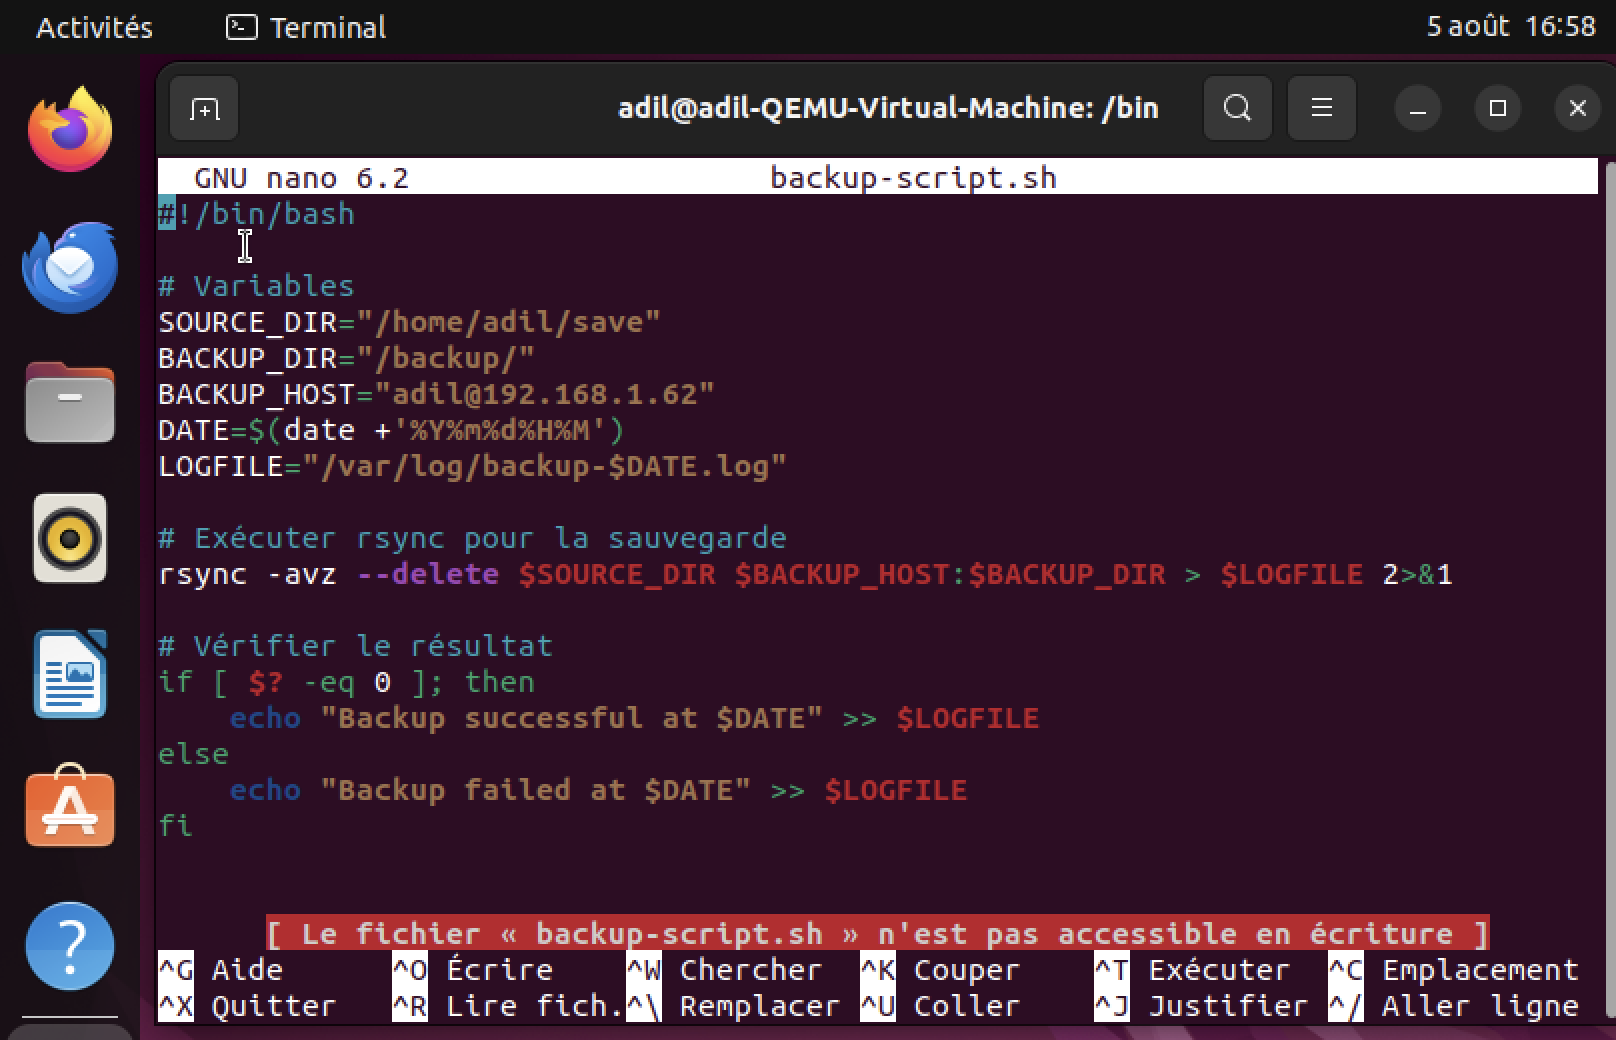 Activités
Terminal
5 août 16:58
adil@adil-QEMU-Virtual-Machine: /bin
GNU nano 6.2 backup-script.sh
#!/bin/bash
# Variables
SOURCE_DIR="/home/adil/save"
BACKUP_DIR="/backup/"
BACKUP_HOST="adil@192.168.1.62"
DATE=$(date +'%Y%m%d%H%M')
LOGFILE="/var/log/backup-$DATE.log"
# Exécuter rsync pour la sauvegarde
rsync -avz --delete $SOURCE_DIR $BACKUP_HOST:$BACKUP_DIR > $LOGFILE 2>&1
# Vérifier le résultat
if [ $? -eq 0 ]; then
    echo "Backup successful at $DATE" >> $LOGFILE
else
    echo "Backup failed at $DATE" >> $LOGFILE
fi
[ Le fichier « backup-script.sh » n'est pas accessible en écriture ]
^G Aide ^O Écrire ^W Chercher ^K Couper ^T Exécuter ^C Emplacement
^X Quitter ^R Lire fich. ^\ Remplacer ^U Coller ^J Justifier ^/ Aller ligne